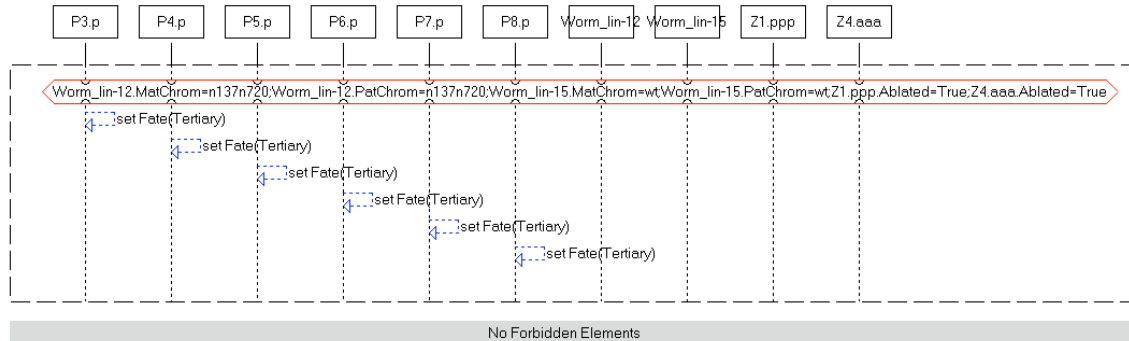 P3.p P4.p P5.p P6.p P7.p P8.p Worm_lin-12 Worm_lin-15 Z1.ppp Z4.aaa
Worm_lin-12.MatChrom=n137n720;Worm_lin-12.PatChrom=n137n720;Worm_lin-15.MatChrom=wt;Worm_lin-15.PatChrom=wt;Z1.ppp.Ablated=True;Z4.aaa.Ablated=True
set Fate(Tertiary)
set Fate(Tertiary)
set Fate(Tertiary)
set Fate(Tertiary)
set Fate(Tertiary)
set Fate(Tertiary)
No Forbidden Elements